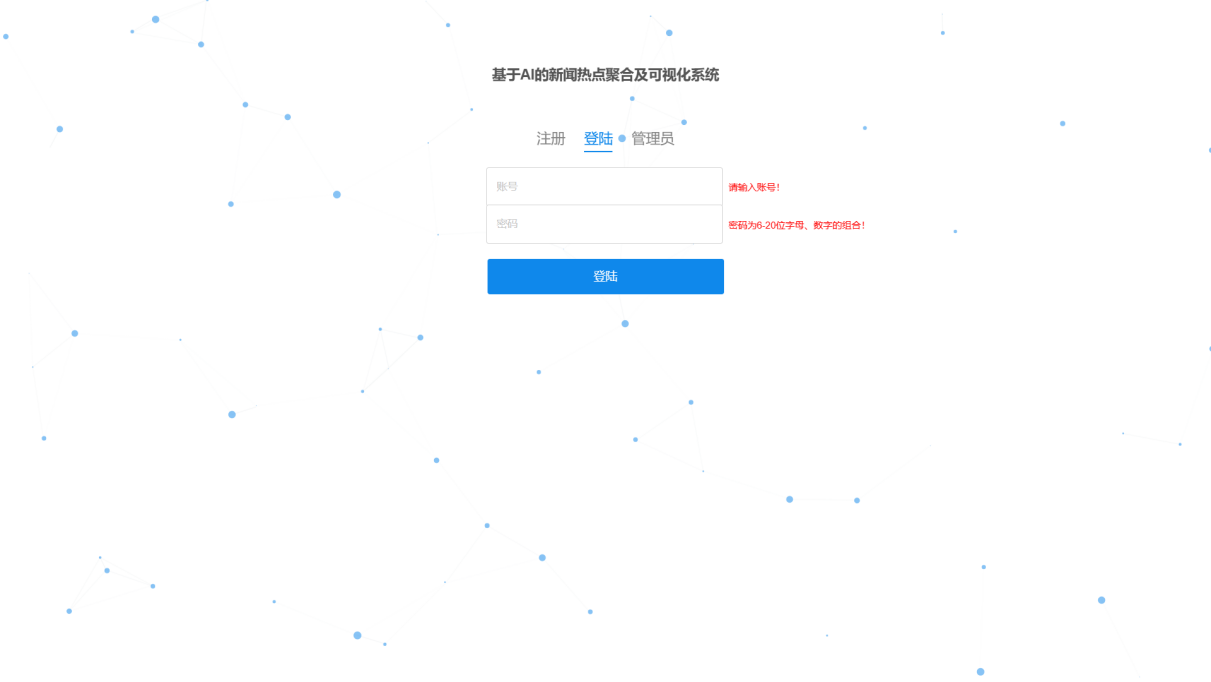 基于AI的新闻热点聚合及可视化系统
注册 登陆 管理员
账号 请输入账号！
密码 密码为6-20位字母、数字的组合！
登陆